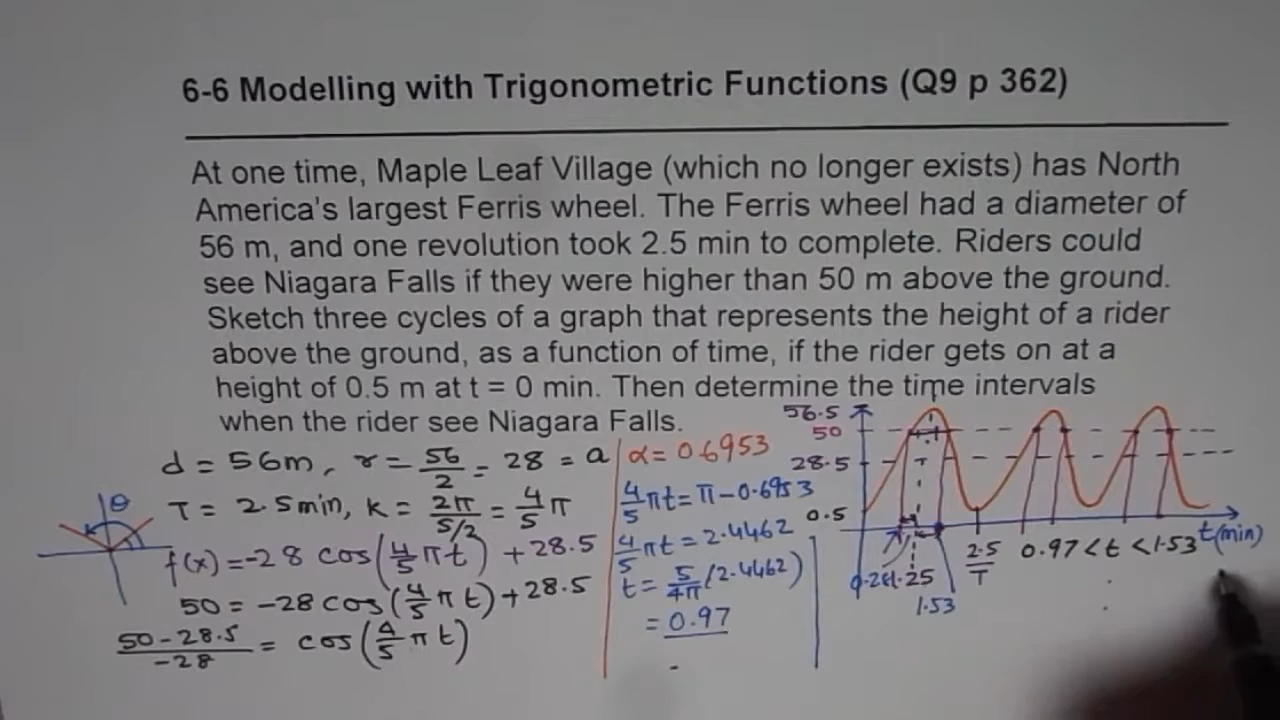 6-6 Modelling with Trigonometric Functions (Q9 p 362)
At one time, Maple Leaf Village (which no longer exists) has North
America's largest Ferris wheel. The Ferris wheel had a diameter of
56 m, and one revolution took 2.5 min to complete. Riders could
see Niagara Falls if they were higher than 50 m above the ground.
Sketch three cycles of a graph that represents the height of a rider
above the ground, as a function of time, if the rider gets on at a
height of 0.5 m at t = 0 min. Then determine the time intervals
when the rider see Niagara Falls.
d = 56m, r = 56/2 = 28 = a
T = 2.5min, k = 2π/5/2 = 4/5 π
f(x) = -28 cos(4/5 πt) + 28.5
50 = -28 cos(4/5 π t) + 28.5
50-28.5/-28 = cos(4/5 π t)
θ
α = 0.6953
4/5 πt = π - 0.6953
4/5 πt = 2.4462
t = 5/4π (2.4462)
= 0.97
56.5
50
28.5
0.5
1.25
1.53
2.5
T
0.97 < t < 1.53
t(min)